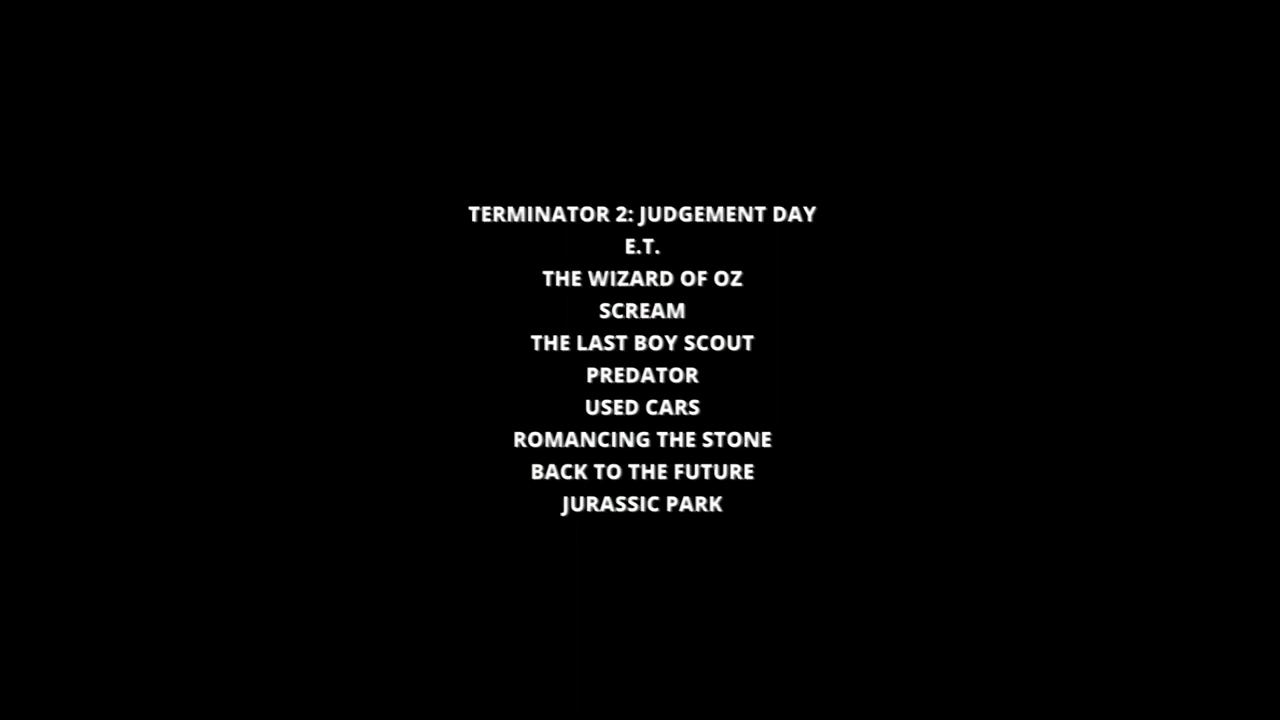 TERMINATOR 2: JUDGEMENT DAY
E.T.
THE WIZARD OF OZ
SCREAM
THE LAST BOY SCOUT
PREDATOR
USED CARS
ROMANCING THE STONE
BACK TO THE FUTURE
JURASSIC PARK